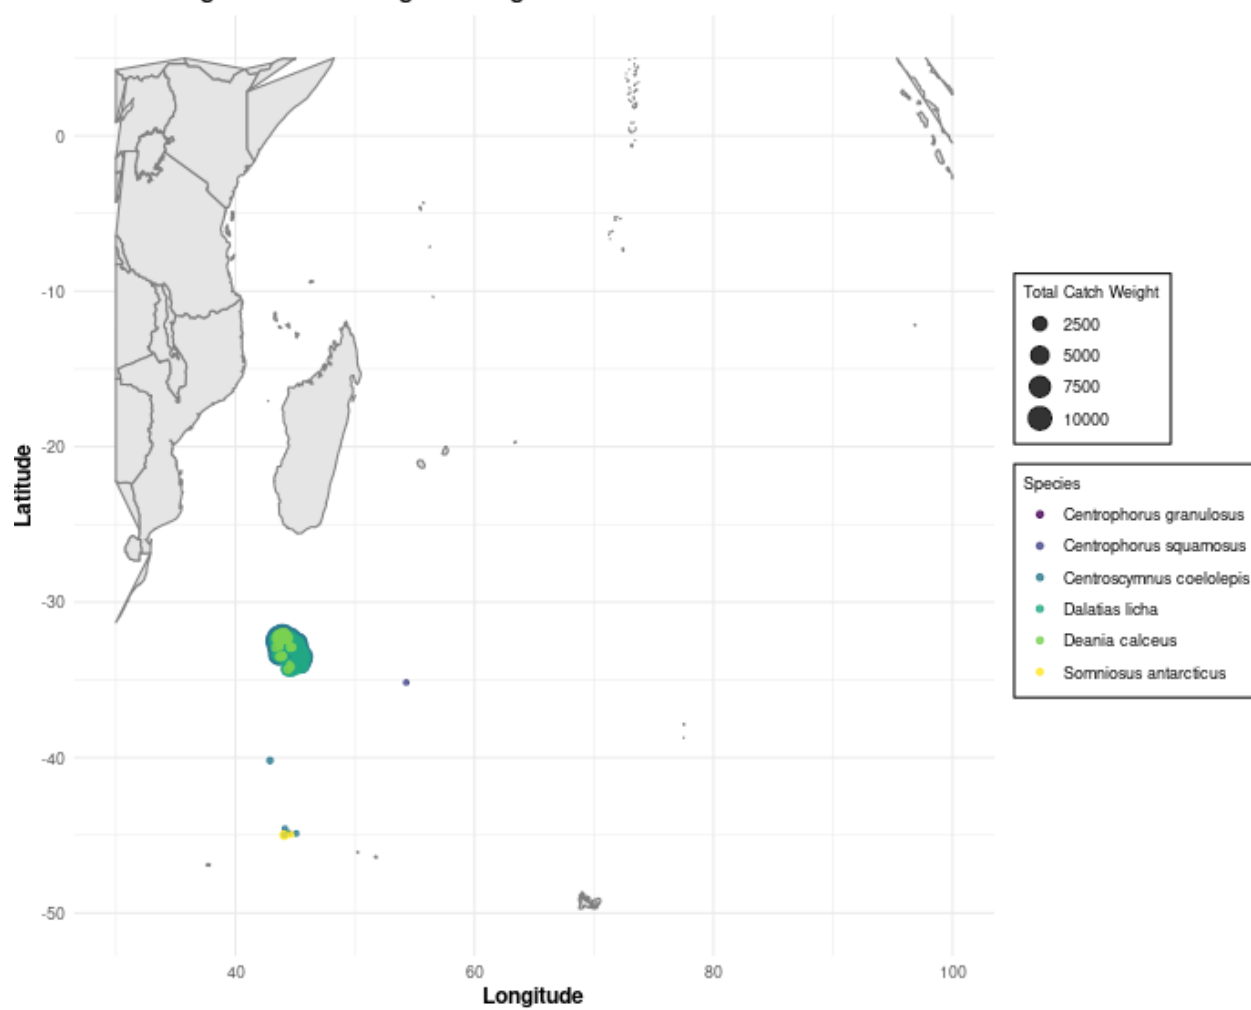 0
-10
-20
-30
-40
-50
Latitude
40
60
80
100
Longitude
Total Catch Weight
2500
5000
7500
10000
Species
Centrophorus granulosus
Centrophorus squamosus
Centroscymnus coelolepis
Dalatias licha
Deania calceus
Somniosus antarcticus